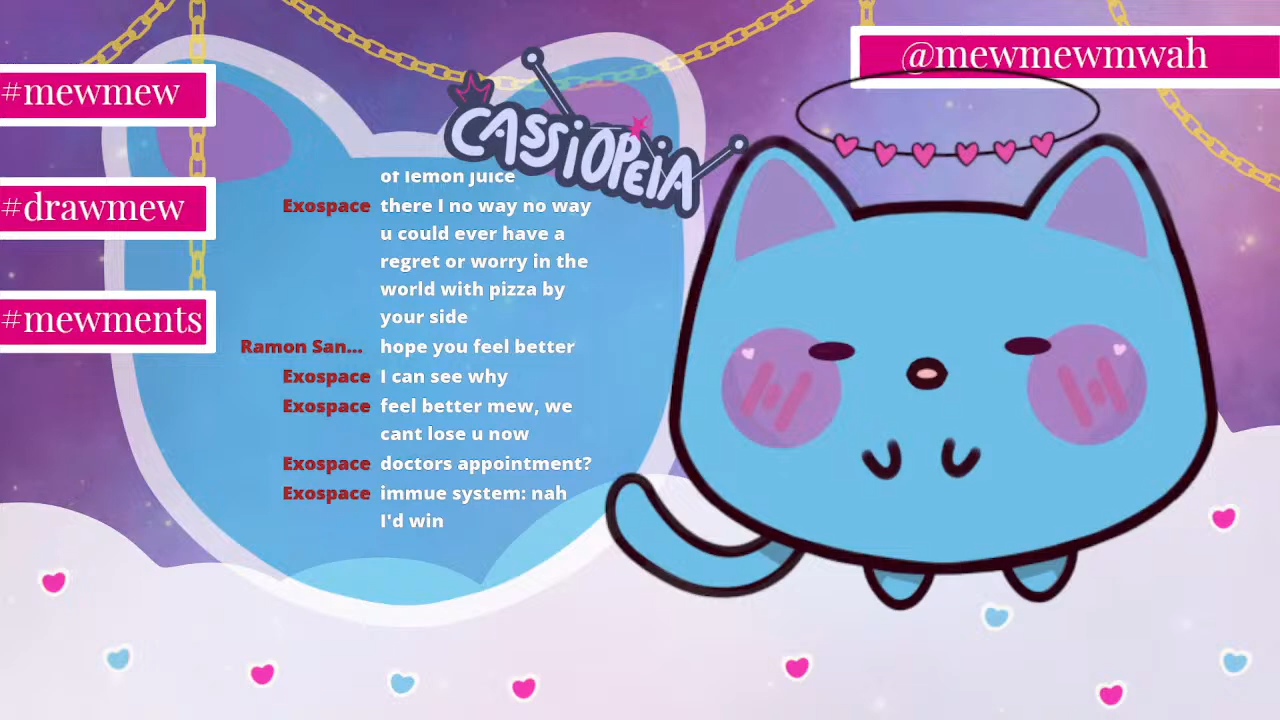 @mewmewmwah
#mewmew
#drawmew
#mewments
CASSIOPEIA
of lemon juice
Exospace there I no way no way
u could ever have a
regret or worry in the
world with pizza by
your side
Ramon San... hope you feel better
Exospace I can see why
Exospace feel better mew, we
cant lose u now
Exospace doctors appointment?
Exospace immue system: nah
I'd win